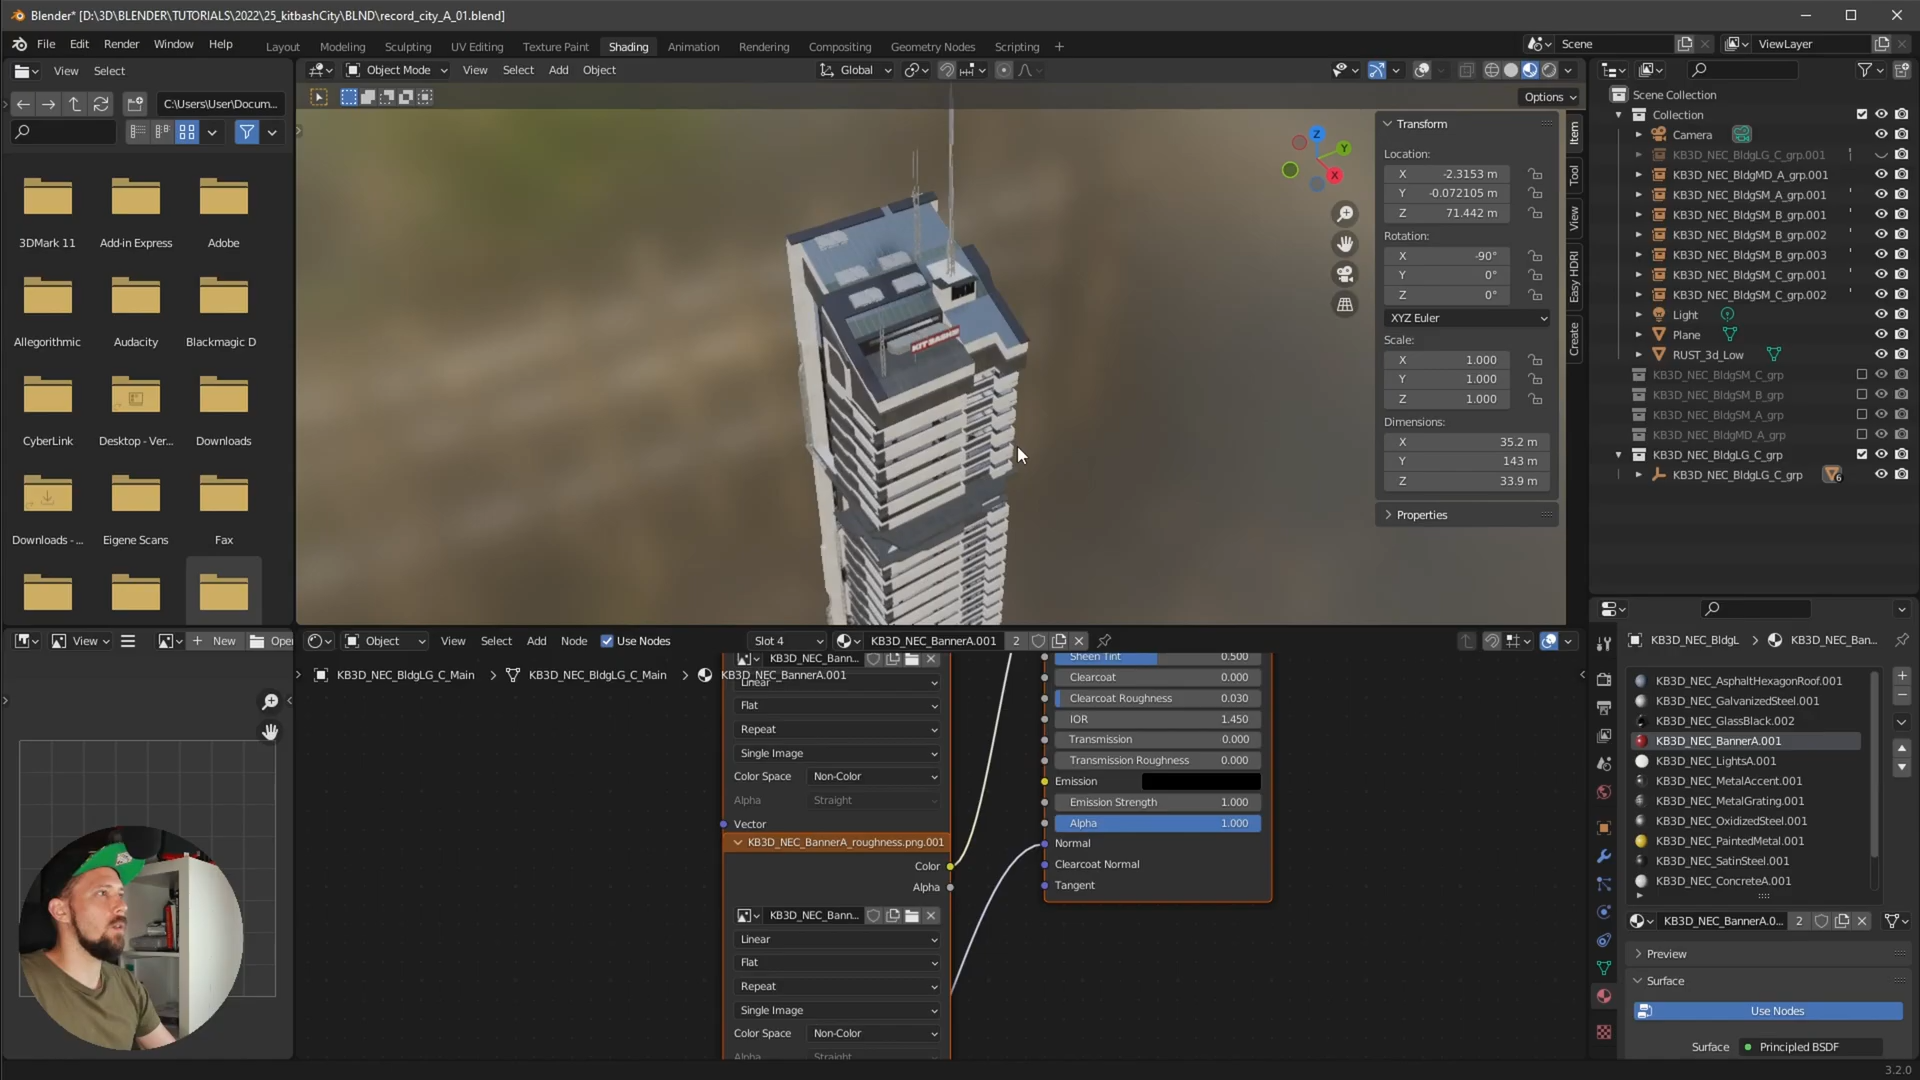 Blender* [D:\3D\BLENDER\TUTORIALS\2022\25_kitbashCity\BLND\record_city_A_01.blend]
File Edit Render Window Help Layout Modeling Sculpting UV Editing Texture Paint Shading Animation Rendering Compositing Geometry Nodes Scripting + Scene ViewLayer
View Select
Object Mode View Select Add Object Global
C:\Users\User\Docum...
Options
3DMark 11 Add-in Express Adobe
Allegorithmic Audacity Blackmagic D
CyberLink Desktop - Ver... Downloads
Downloads - ... Eigene Scans Fax
KITBASH3D
Z
Y
X
Transform
Location:
X -2.3153 m
Y -0.072105 m
Z 71.442 m
Rotation:
X -90°
Y 0°
Z 0°
XYZ Euler
Scale:
X 1.000
Y 1.000
Z 1.000
Dimensions:
X 35.2 m
Y 143 m
Z 33.9 m
Properties
Item
Tool
View
Easy HDRI
Create
Scene Collection
Collection
Camera
KB3D_NEC_BldgLG_C_grp.001
KB3D_NEC_BldgMD_A_grp.001
KB3D_NEC_BldgSM_A_grp.001
KB3D_NEC_BldgSM_B_grp.001
KB3D_NEC_BldgSM_B_grp.002
KB3D_NEC_BldgSM_B_grp.003
KB3D_NEC_BldgSM_C_grp.001
KB3D_NEC_BldgSM_C_grp.002
Light
Plane
RUST_3d_Low
KB3D_NEC_BldgSM_C_grp
KB3D_NEC_BldgSM_B_grp
KB3D_NEC_BldgSM_A_grp
KB3D_NEC_BldgMD_A_grp
KB3D_NEC_BldgLG_C_grp
KB3D_NEC_BldgLG_C_grp 6
View New Open
Object View Select Add Node Use Nodes Slot 4 KB3D_NEC_BannerA.001 2
KB3D_NEC_BldgLG_C_Main KB3D_NEC_BldgLG_C_Main KB3D_NEC_BannerA.001
KB3D_NEC_Bann...
Linear
Flat
Repeat
Single Image
Color Space Non-Color
Alpha Straight
Vector
KB3D_NEC_BannerA_roughness.png.001
Color
Alpha
KB3D_NEC_Bann...
Linear
Flat
Repeat
Single Image
Color Space Non-Color
Alpha Straight
Sheen Tint 0.500
Clearcoat 0.000
Clearcoat Roughness 0.030
IOR 1.450
Transmission 0.000
Transmission Roughness 0.000
Emission
Emission Strength 1.000
Alpha 1.000
Normal
Clearcoat Normal
Tangent
KB3D_NEC_BldgL KB3D_NEC_Ban...
KB3D_NEC_AsphaltHexagonRoof.001
KB3D_NEC_GalvanizedSteel.001
KB3D_NEC_GlassBlack.002
KB3D_NEC_BannerA.001
KB3D_NEC_LightsA.001
KB3D_NEC_MetalAccent.001
KB3D_NEC_MetalGrating.001
KB3D_NEC_OxidizedSteel.001
KB3D_NEC_PaintedMetal.001
KB3D_NEC_SatinSteel.001
KB3D_NEC_ConcreteA.001
KB3D_NEC_BannerA.0... 2
Preview
Surface
Use Nodes
Surface Principled BSDF
3.2.0